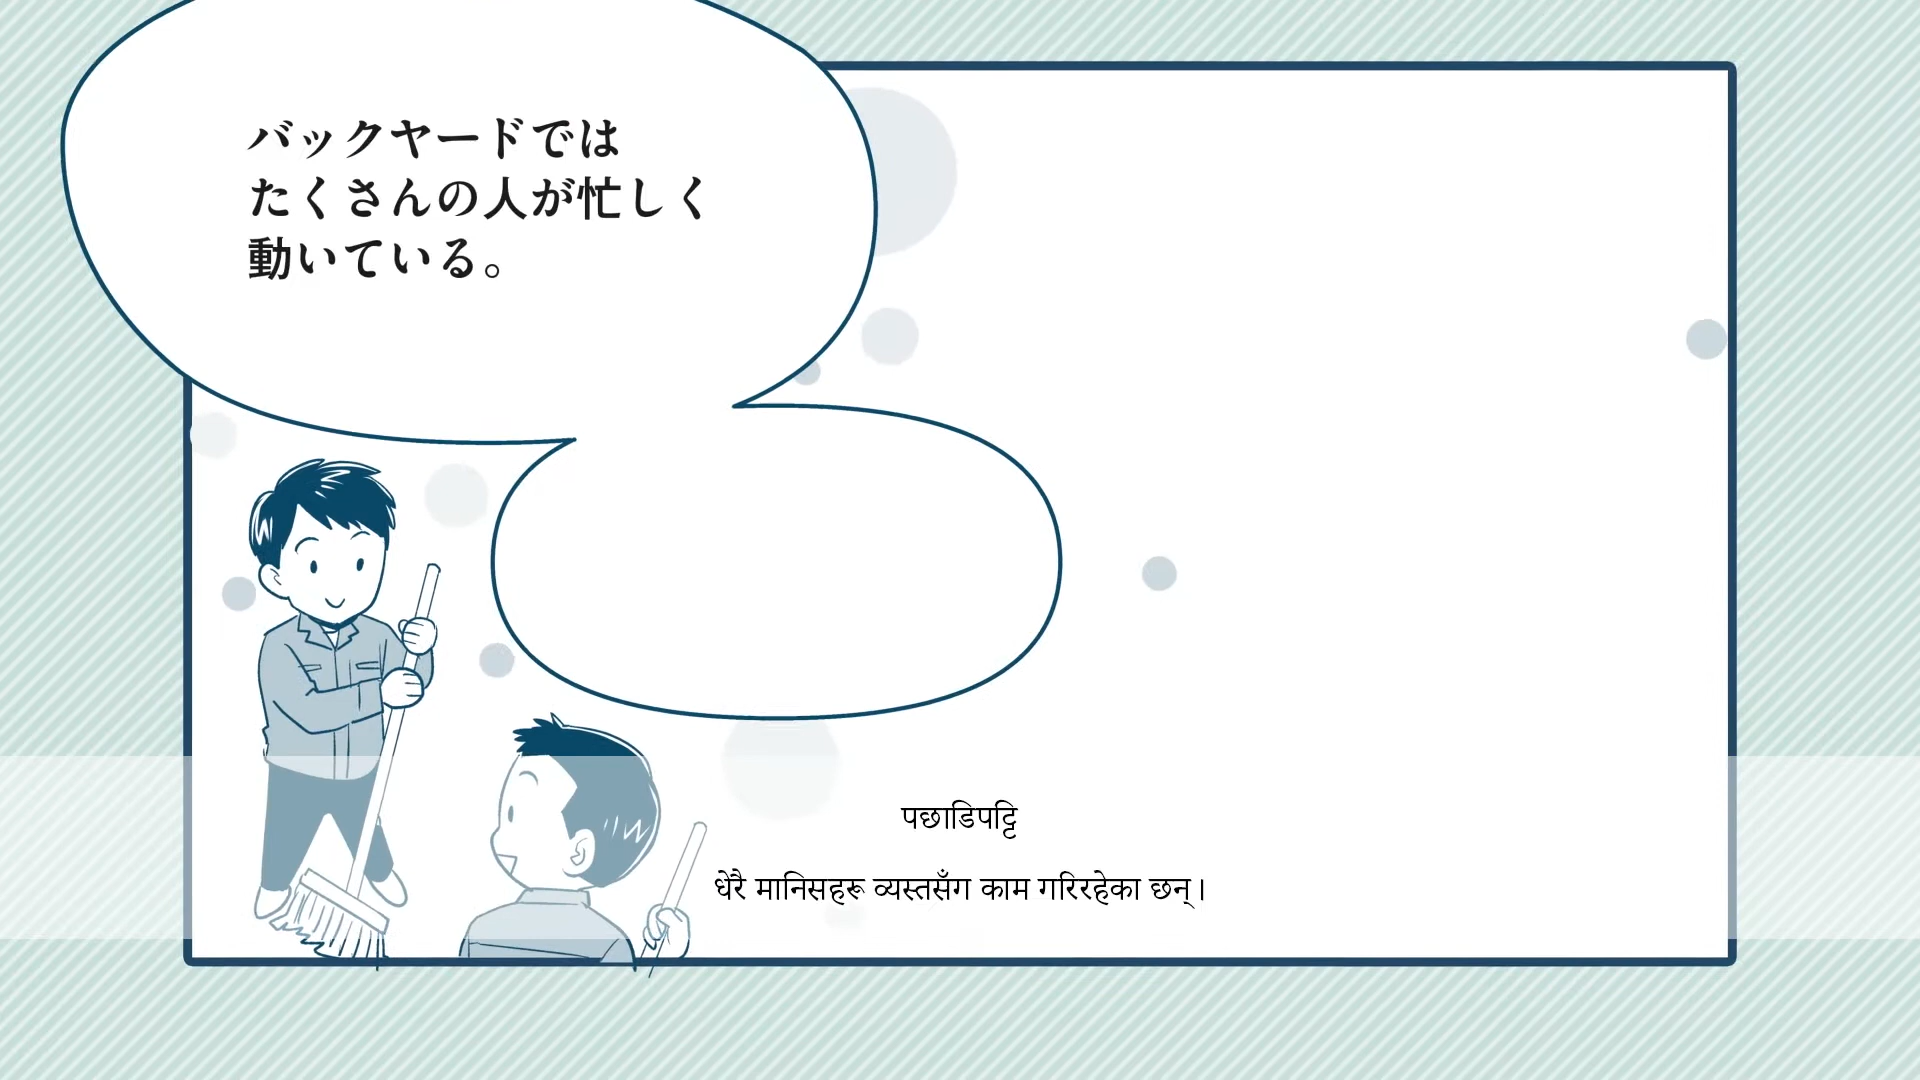 バックヤードでは
たくさんの人が忙しく
動いている。
पछाडिपट्टि
धेरै मानिसहरू व्यस्तसँग काम गरिरहेका छन्।